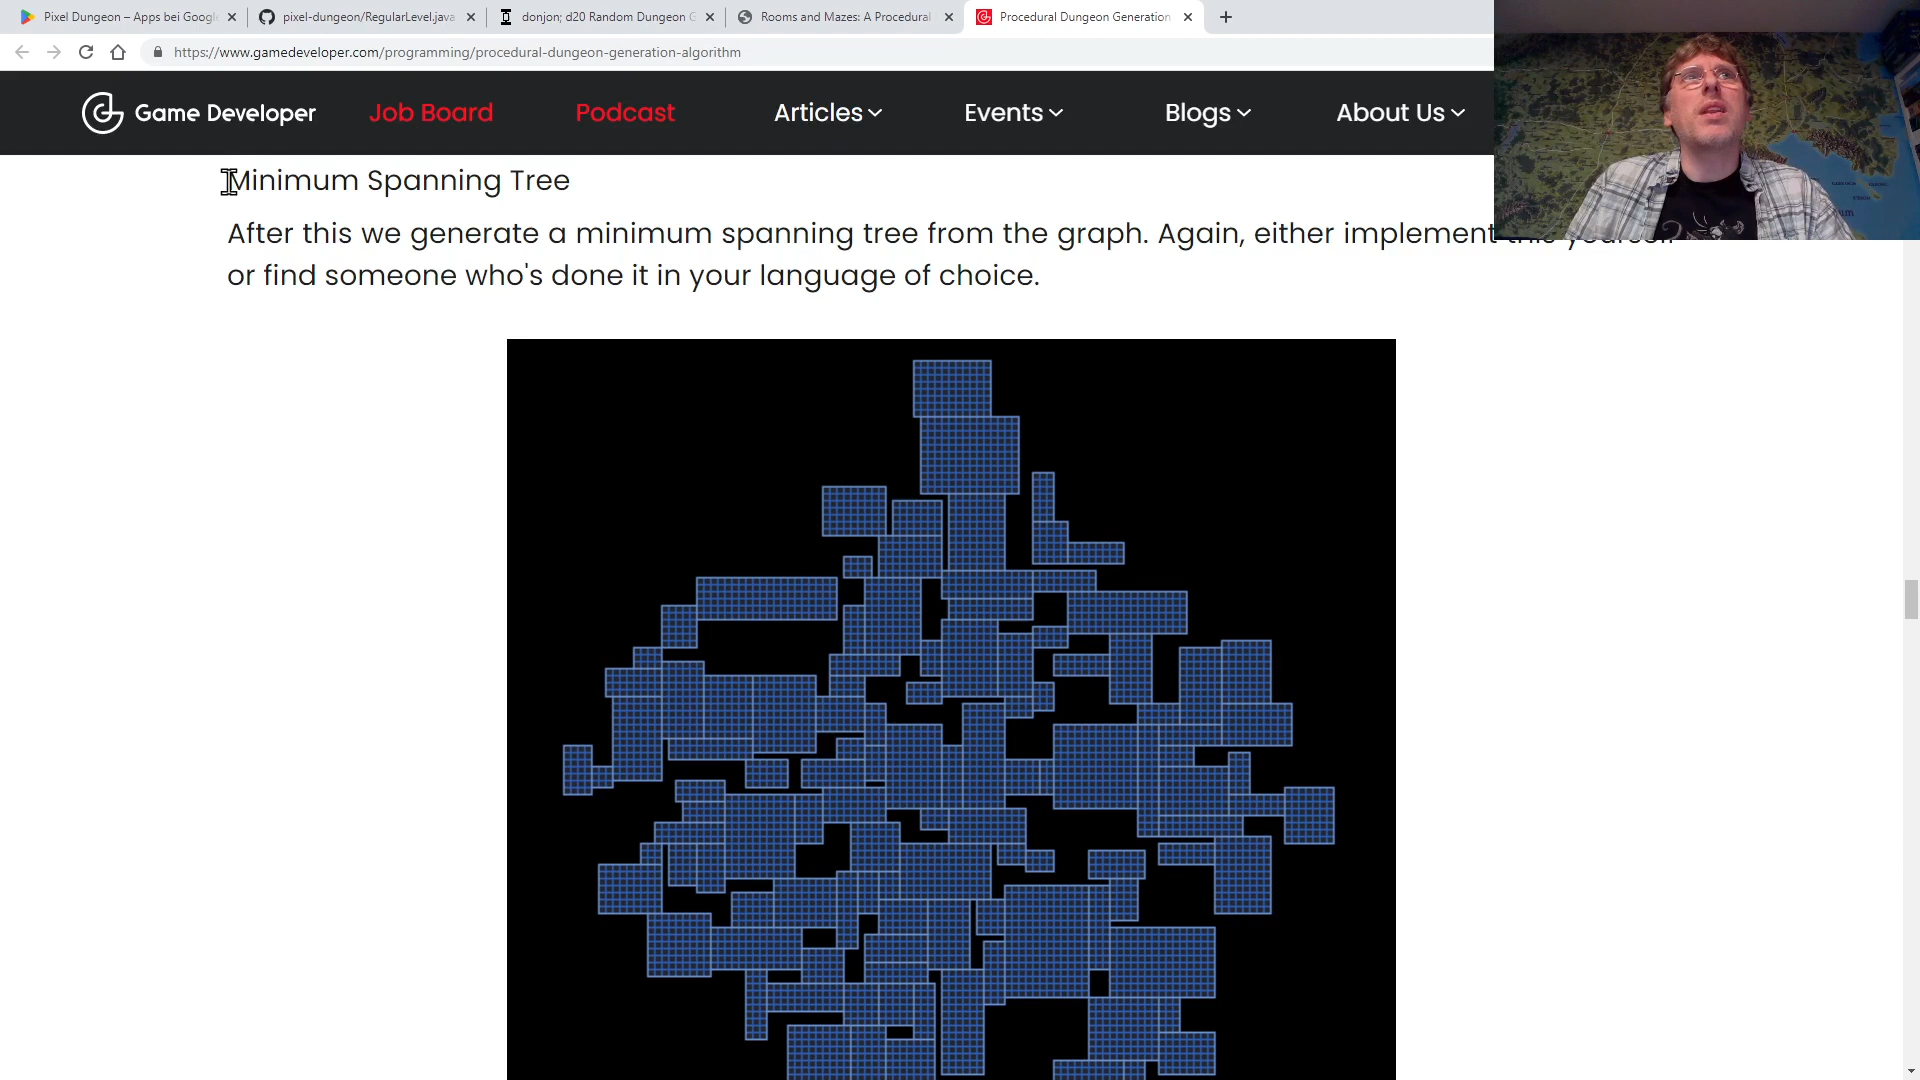 Pixel Dungeon – Apps bei Googl
pixel-dungeon/RegularLevel.java
donjon; d20 Random Dungeon G
Rooms and Mazes: A Procedural
Procedural Dungeon Generation
https://www.gamedeveloper.com/programming/procedural-dungeon-generation-algorithm
Game Developer
Job Board
Podcast
Articles
Events
Blogs
About Us
Minimum Spanning Tree
After this we generate a minimum spanning tree from the graph. Again, either implement this yourself
or find someone who's done it in your language of choice.